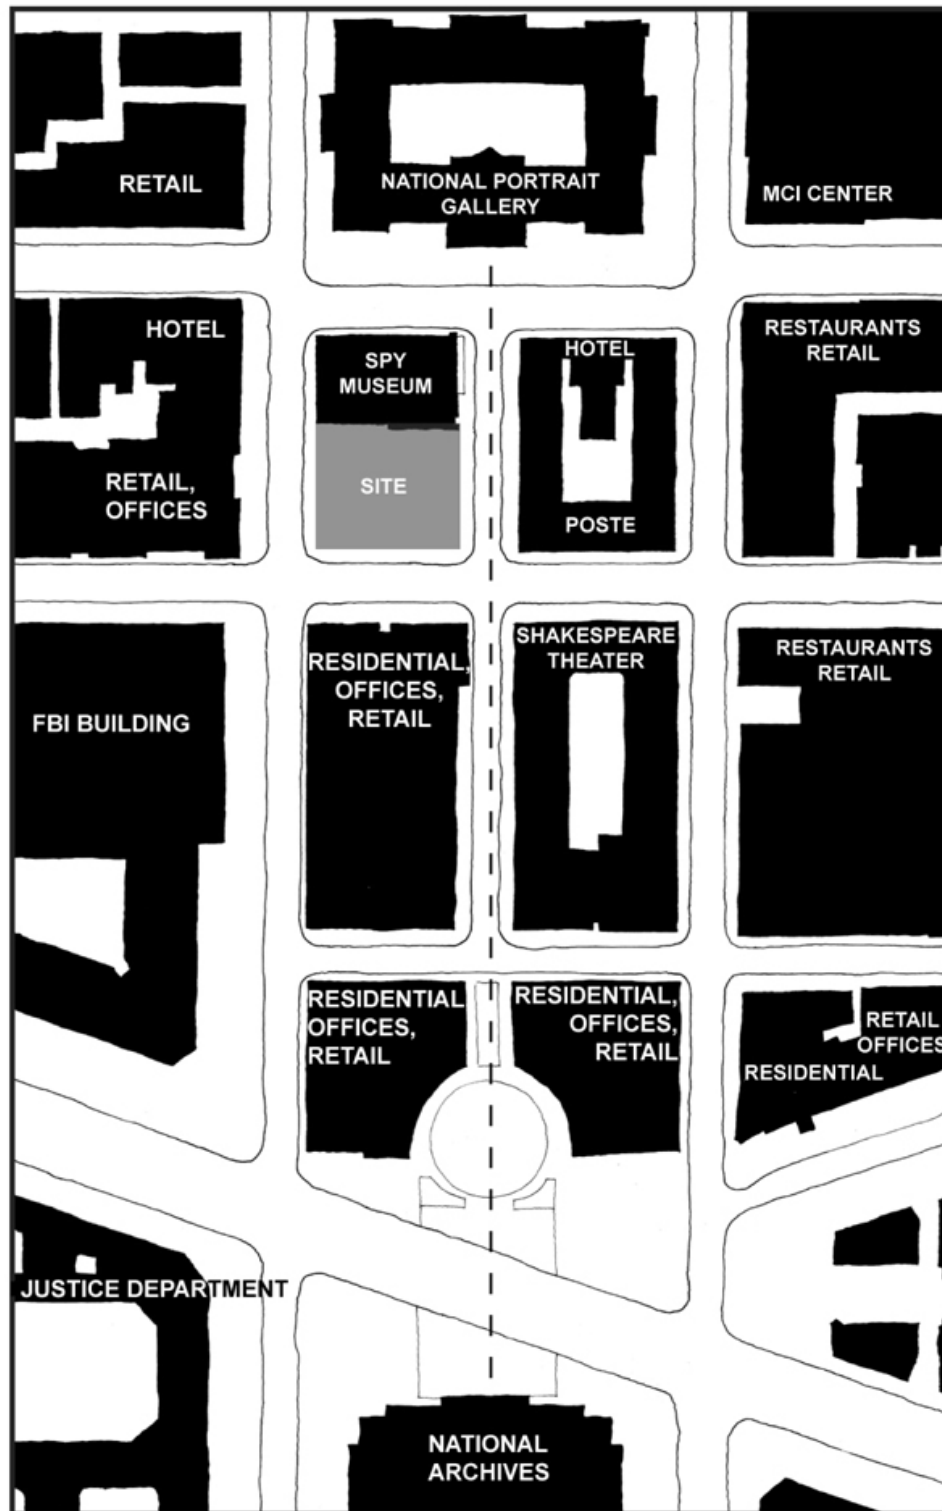 RETAIL
NATIONAL PORTRAIT
GALLERY
MCI CENTER
HOTEL
SPY
MUSEUM
HOTEL
RESTAURANTS
RETAIL
RETAIL,
OFFICES
SITE
POSTE
FBI BUILDING
RESIDENTIAL,
OFFICES,
RETAIL
SHAKESPEARE
THEATER
RESTAURANTS
RETAIL
RESIDENTIAL
OFFICES,
RETAIL
RESIDENTIAL,
OFFICES,
RETAIL
RETAIL
OFFICES
RESIDENTIAL
JUSTICE DEPARTMENT
NATIONAL
ARCHIVES